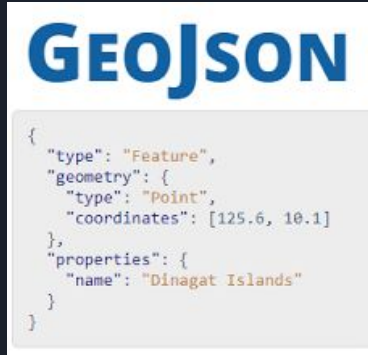 GEOJSON
{
  "type": "Feature",
  "geometry": {
    "type": "Point",
    "coordinates": [125.6, 10.1]
  },
  "properties": {
    "name": "Dinagat Islands"
  }
}